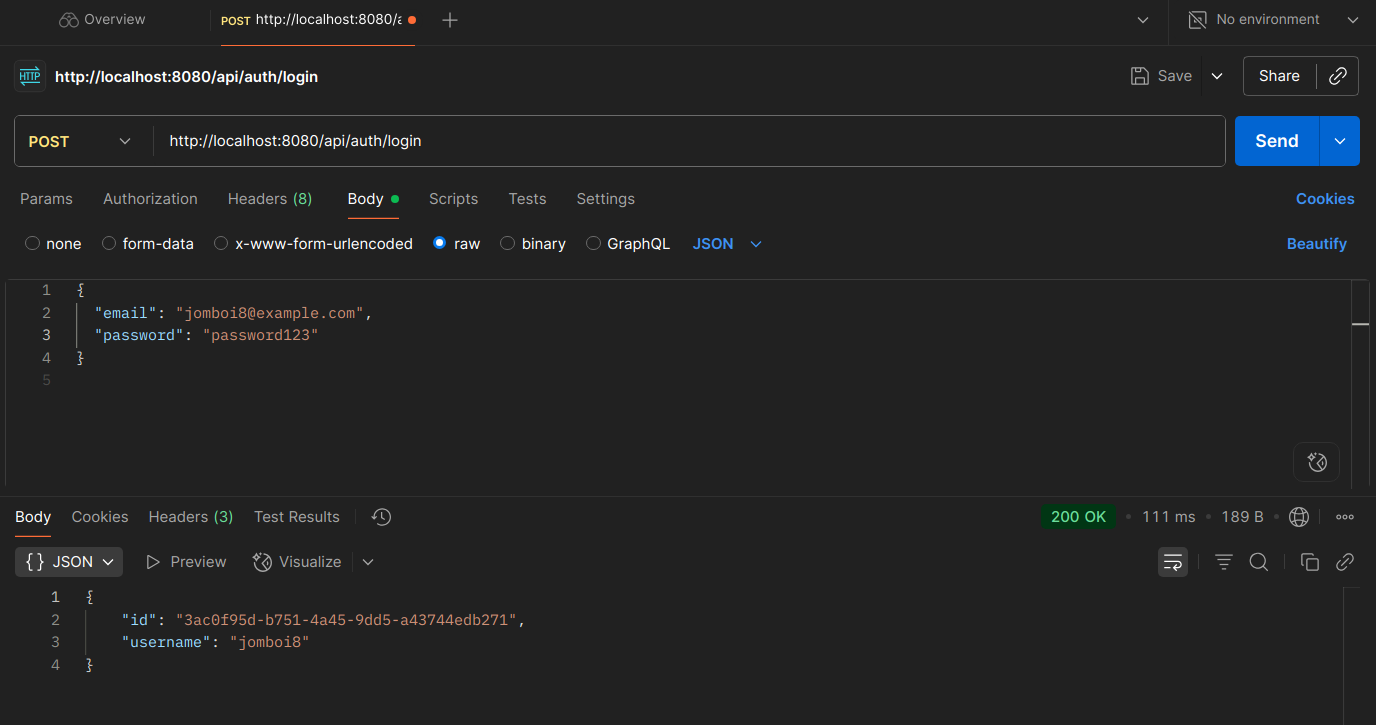 Overview
POST http://localhost:8080/a
No environment
HTTP http://localhost:8080/api/auth/login
Save
Share
POST
http://localhost:8080/api/auth/login
Send
Params Authorization Headers (8) Body Scripts Tests Settings
Cookies
none form-data x-www-form-urlencoded raw binary GraphQL JSON
Beautify
1 {
2 "email": "jomboi8@example.com",
3 "password": "password123"
4 }
5
Body Cookies Headers (3) Test Results
200 OK • 111 ms • 189 B •
{ } JSON Preview Visualize
1 {
2 "id": "3ac0f95d-b751-4a45-9dd5-a43744edb271",
3 "username": "jomboi8"
4 }